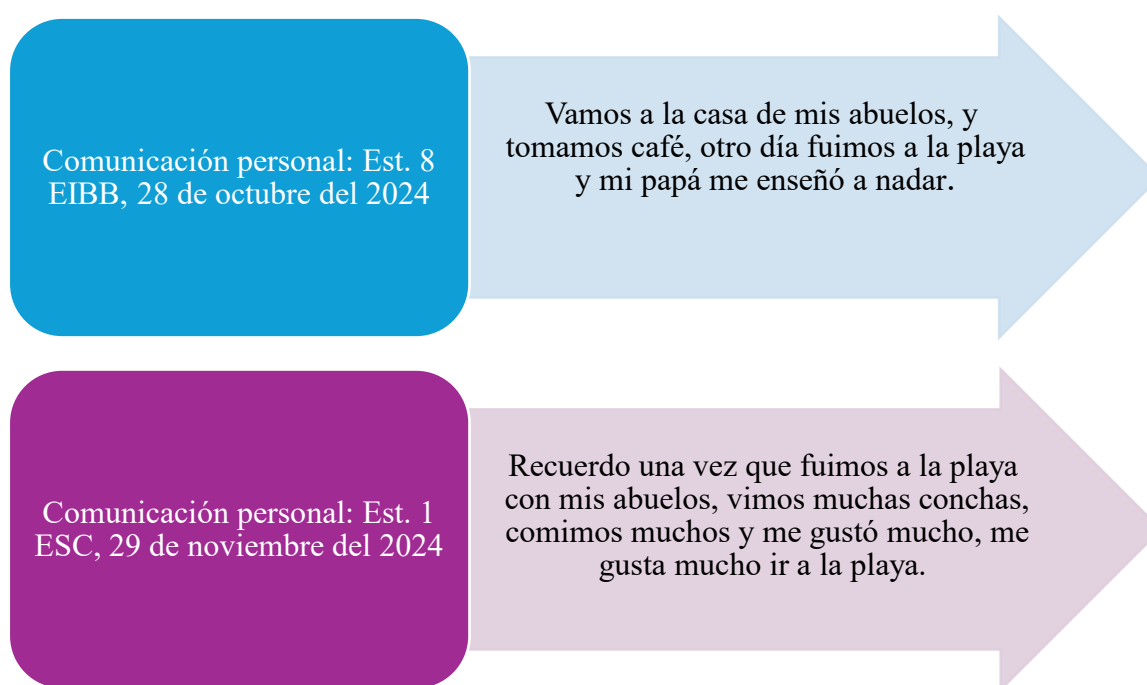 Comunicación personal: Est. 8
EIBB, 28 de octubre del 2024
Vamos a la casa de mis abuelos, y
tomamos café, otro día fuimos a la playa
y mi papá me enseñó a nadar.
Comunicación personal: Est. 1
ESC, 29 de noviembre del 2024
Recuerdo una vez que fuimos a la playa
con mis abuelos, vimos muchas conchas,
comimos muchos y me gustó mucho, me
gusta mucho ir a la playa.